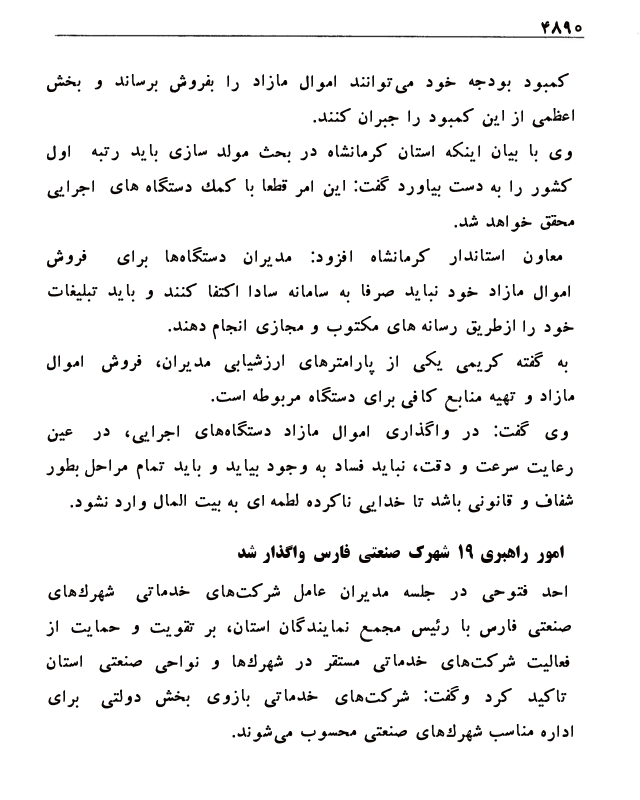 ۴۸۹۰
کمبود بودجه خود می‌توانند اموال مازاد را بفروش برساند و بخش
اعظمی از این کمبود را جبران کنند.
وی با بیان اینکه استان کرمانشاه در بحث مولد سازی باید رتبه اول
کشور را به دست بیاورد گفت: این امر قطعا با کمك دستگاه های اجرایی
محقق خواهد شد.
معاون استاندار کرمانشاه افزود: مدیران دستگاه‌ها برای فروش
اموال مازاد خود نباید صرفا به سامانه سادا اکتفا کنند و باید تبلیغات
خود را ازطریق رسانه های مکتوب و مجازی انجام دهند.
به گفته کریمی یکی از پارامترهای ارزشیابی مدیران، فروش اموال
مازاد و تهیه منابع کافی برای دستگاه مربوطه است.
وی گفت: در واگذاری اموال مازاد دستگاه‌های اجرایی، در عین
رعایت سرعت و دقت، نباید فساد به وجود بیاید و باید تمام مراحل بطور
شفاف و قانونی باشد تا خدایی ناکرده لطمه ای به بیت المال وارد نشود.
امور راهبری ۱۹ شهرک صنعتی فارس واگذار شد
احد فتوحی در جلسه مدیران عامل شرکت‌های خدماتی شهرك‌های
صنعتی فارس با رئیس مجمع نمایندگان استان، بر تقویت و حمایت از
فعالیت شرکت‌های خدماتی مستقر در شهرك‌ها و نواحی صنعتی استان
تاکید کرد وگفت: شرکت‌های خدماتی بازوی بخش دولتی برای
اداره مناسب شهرك‌های صنعتی محسوب می‌شوند.